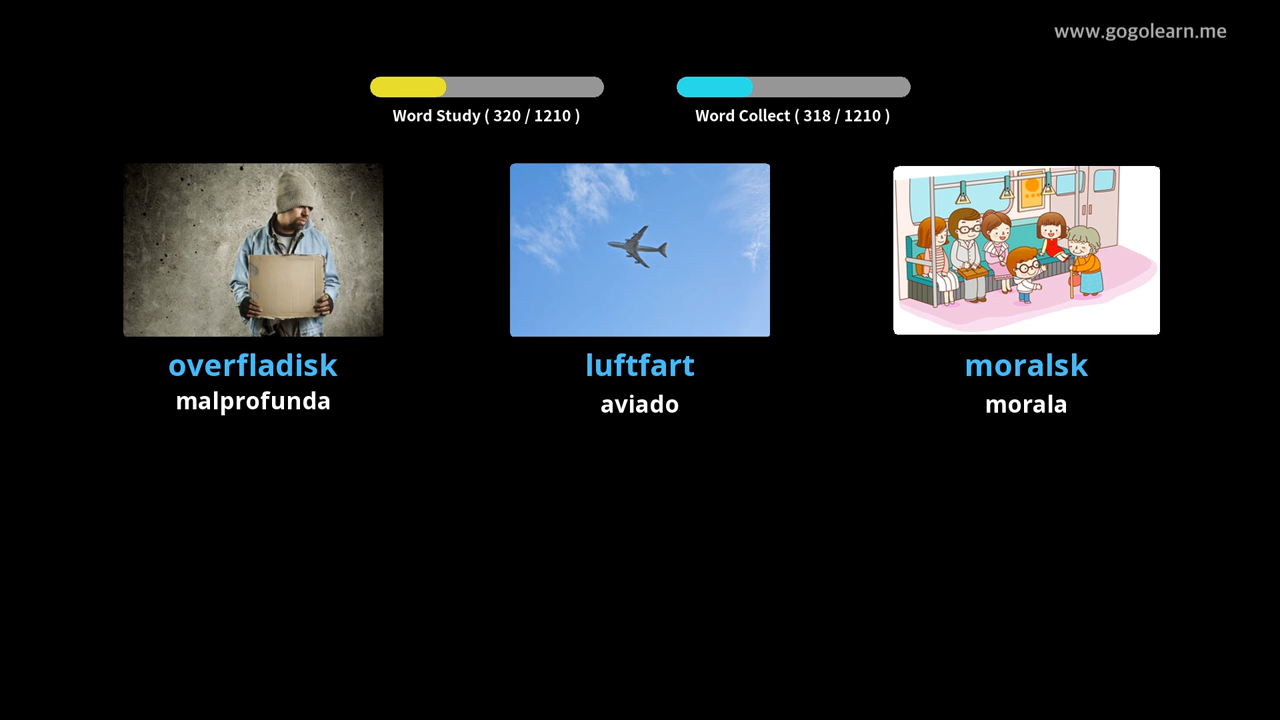 www.gogolearn.me
Word Study ( 320 / 1210 )
Word Collect ( 318 / 1210 )
overfladisk
malprofunda
luftfart
aviado
moralsk
morala